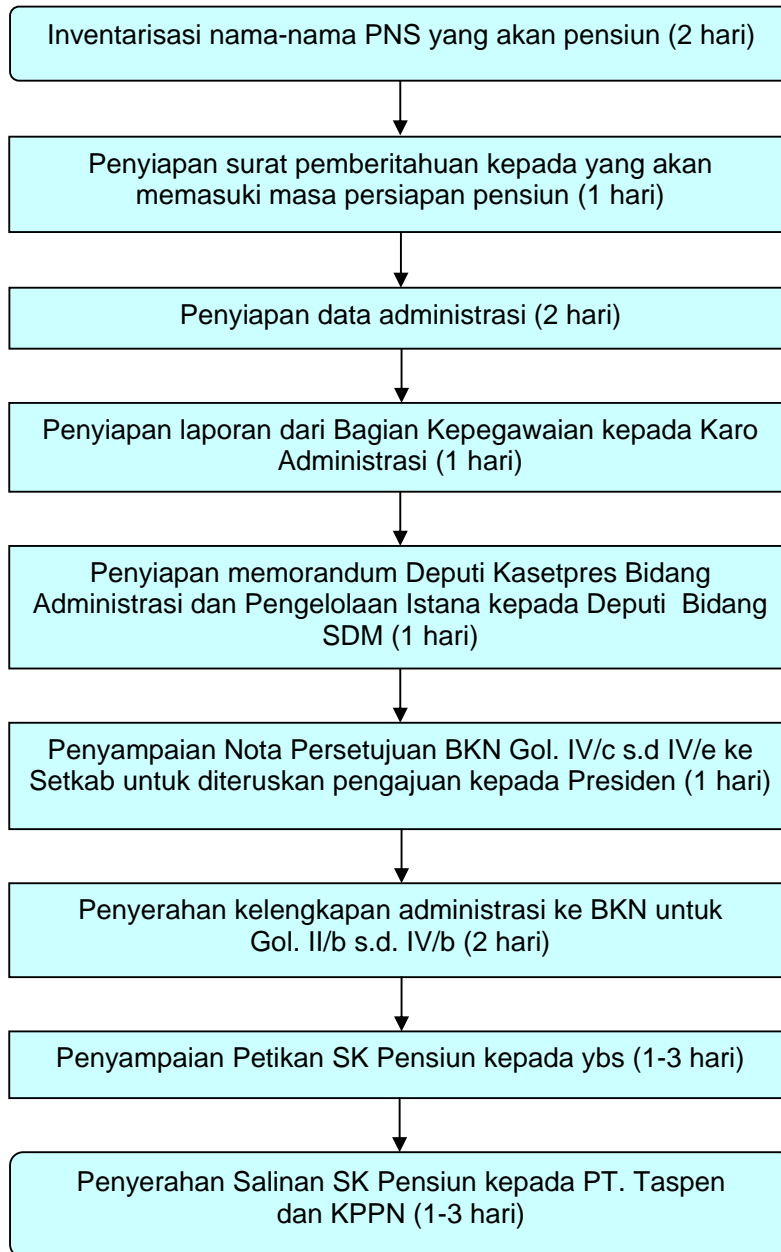 Inventarisasi nama-nama PNS yang akan pensiun (2 hari)
Penyiapan surat pemberitahuan kepada yang akan
memasuki masa persiapan pensiun (1 hari)
Penyiapan data administrasi (2 hari)
Penyiapan laporan dari Bagian Kepegawaian kepada Karo
Administrasi (1 hari)
Penyiapan memorandum Deputi Kasetpres Bidang
Administrasi dan Pengelolaan Istana kepada Deputi Bidang
SDM (1 hari)
Penyampaian Nota Persetujuan BKN Gol. IV/c s.d IV/e ke
Setkab untuk diteruskan pengajuan kepada Presiden (1 hari)
Penyerahan kelengkapan administrasi ke BKN untuk
Gol. II/b s.d. IV/b (2 hari)
Penyampaian Petikan SK Pensiun kepada ybs (1-3 hari)
Penyerahan Salinan SK Pensiun kepada PT. Taspen
dan KPPN (1-3 hari)